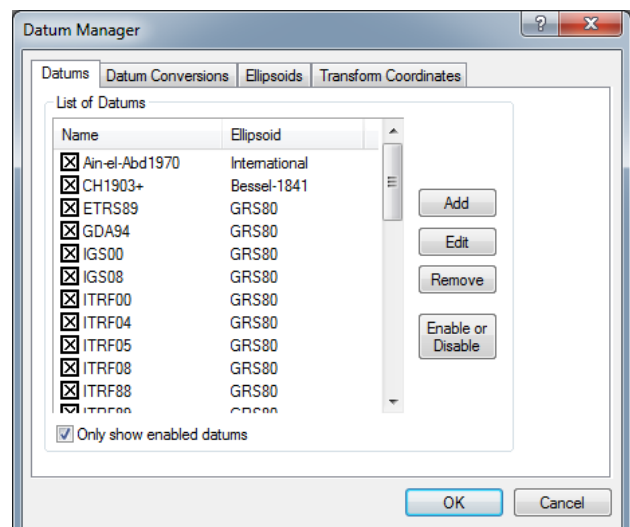 Datum Manager
Datums Datum Conversions Ellipsoids Transform Coordinates
List of Datums
Name Ellipsoid
Ain-el-Abd1970 International
CH1903+ Bessel-1841
ETRS89 GRS80
GDA94 GRS80
IGS00 GRS80
IGS08 GRS80
ITRF00 GRS80
ITRF04 GRS80
ITRF05 GRS80
ITRF08 GRS80
ITRF88 GRS80
ITRF89 GRS80
Add
Edit
Remove
Enable or
Disable
Only show enabled datums
OK Cancel